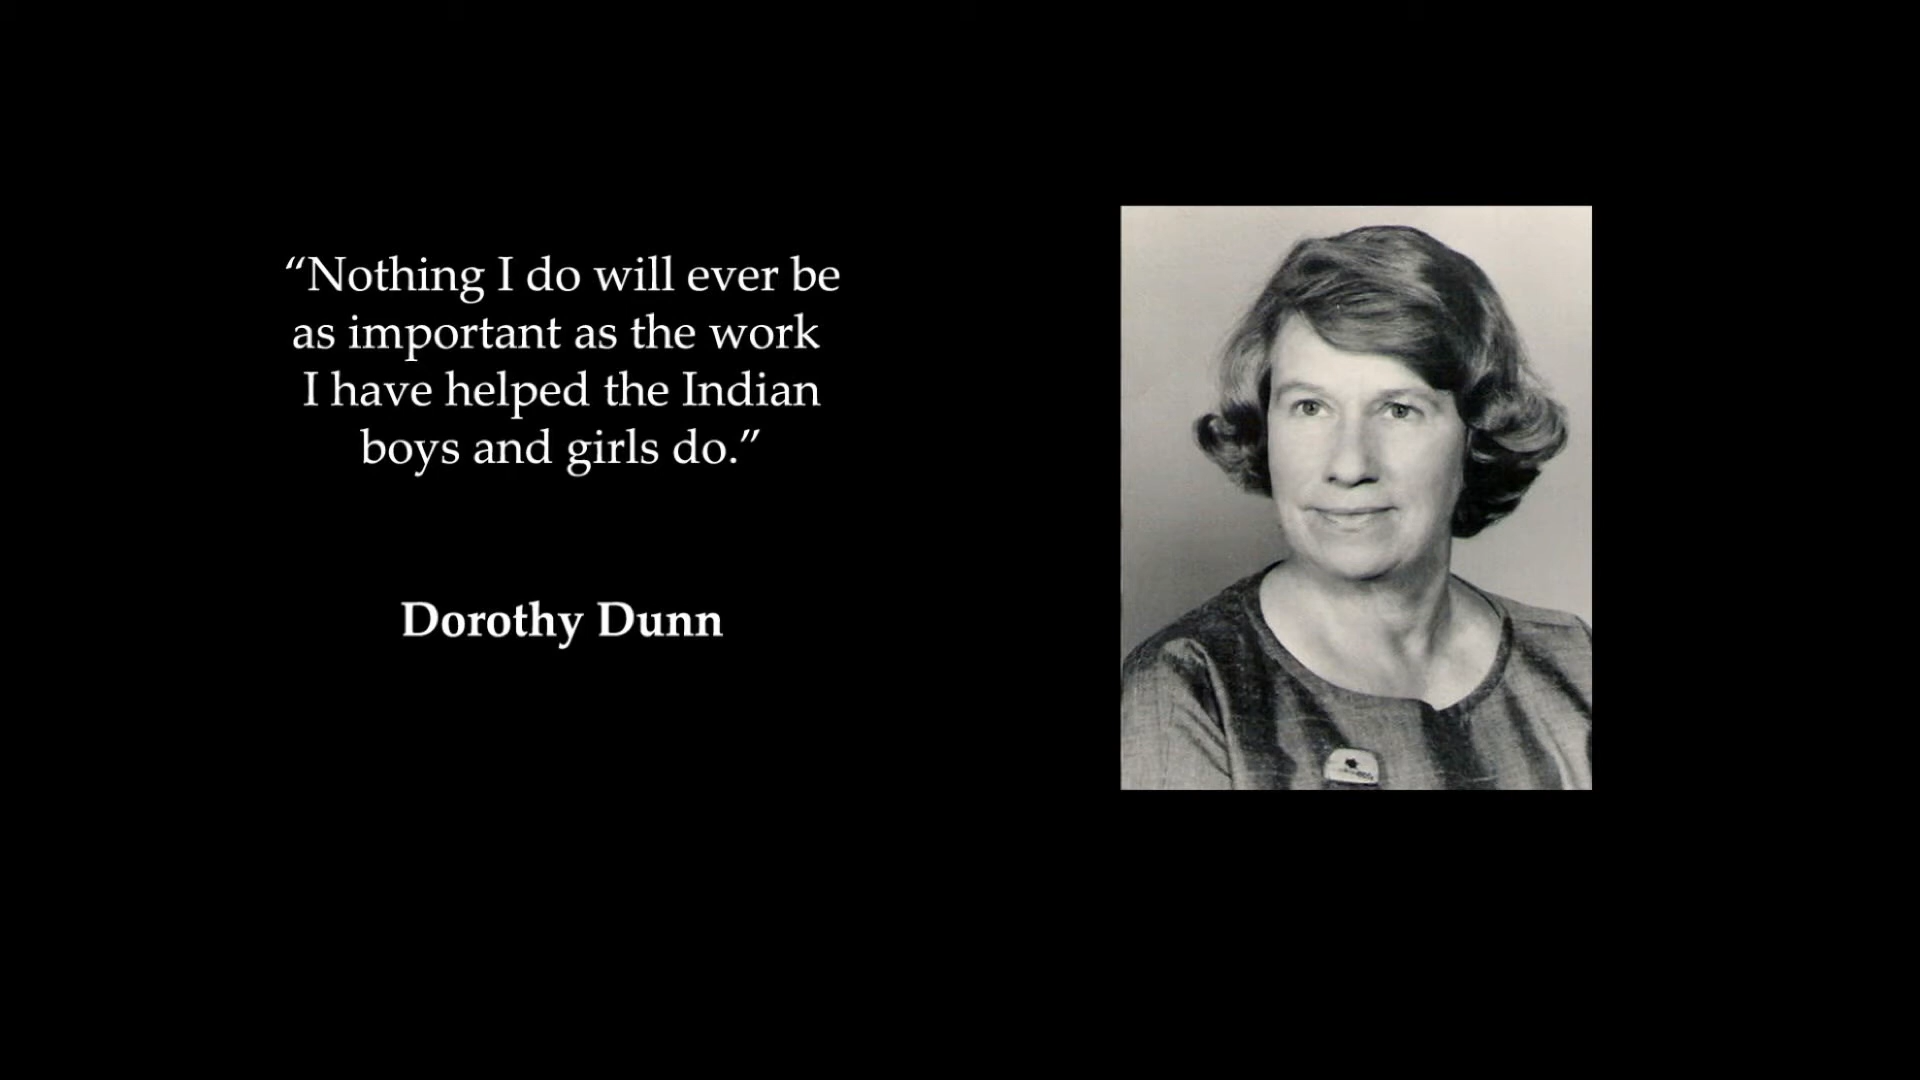 “Nothing I do will ever be
as important as the work
I have helped the Indian
boys and girls do.”
Dorothy Dunn